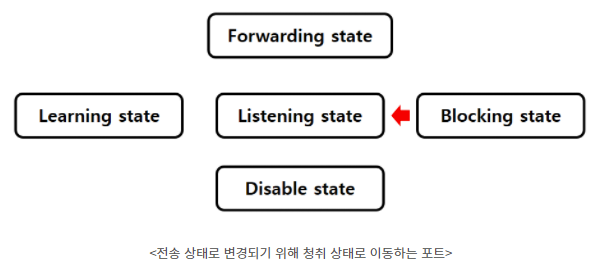 Forwarding state
Learning state
Listening state
Blocking state
Disable state
<전송 상태로 변경되기 위해 청취 상태로 이동하는 포트>